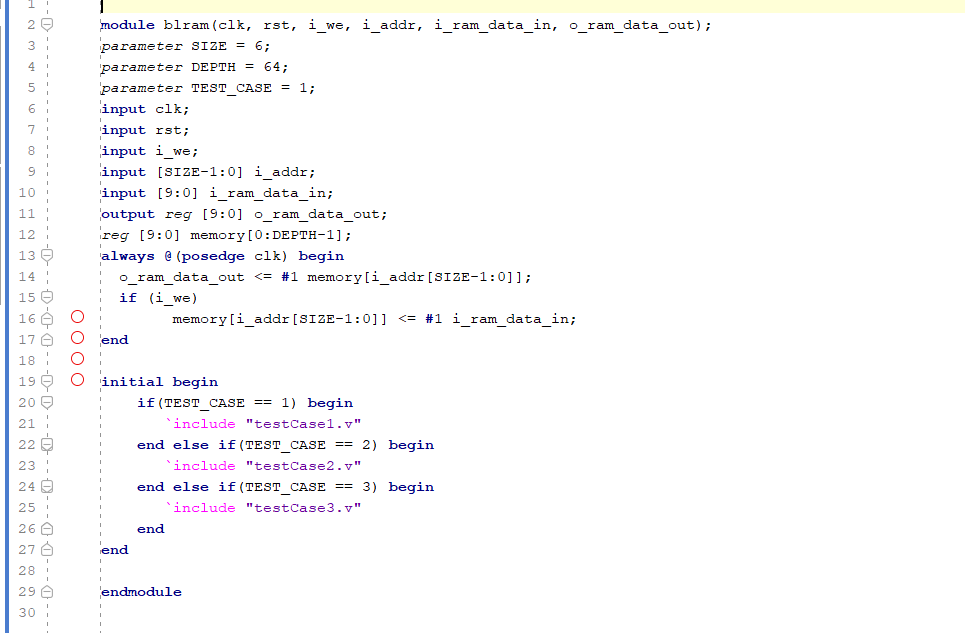 1
2 module blram(clk, rst, i_we, i_addr, i_ram_data_in, o_ram_data_out);
3 parameter SIZE = 6;
4 parameter DEPTH = 64;
5 parameter TEST_CASE = 1;
6 input clk;
7 input rst;
8 input i_we;
9 input [SIZE-1:0] i_addr;
10 input [9:0] i_ram_data_in;
11 output reg [9:0] o_ram_data_out;
12 reg [9:0] memory[0:DEPTH-1];
13 always @(posedge clk) begin
14   o_ram_data_out <= #1 memory[i_addr[SIZE-1:0]];
15   if (i_we)
16         memory[i_addr[SIZE-1:0]] <= #1 i_ram_data_in;
17 end
18
19 initial begin
20     if(TEST_CASE == 1) begin
21        `include "testCase1.v"
22     end else if(TEST_CASE == 2) begin
23        `include "testCase2.v"
24     end else if(TEST_CASE == 3) begin
25        `include "testCase3.v"
26     end
27 end
28
29 endmodule
30